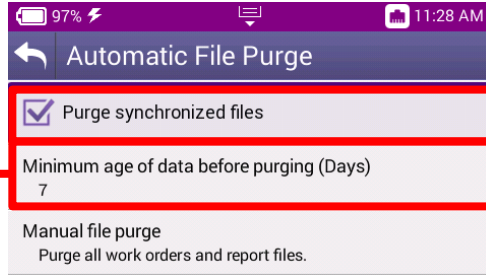 97% 11:28 AM
Automatic File Purge
Purge synchronized files
Minimum age of data before purging (Days)
7
Manual file purge
Purge all work orders and report files.